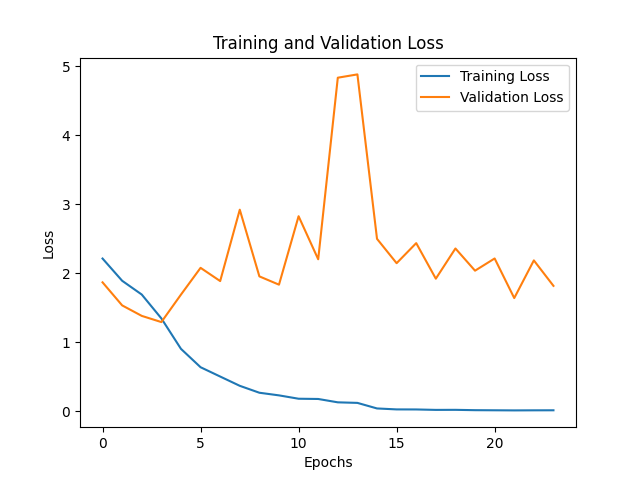 Training and Validation Loss
Training Loss
Validation Loss
5
4
3
2
1
0
Loss
0 5 10 15 20
Epochs